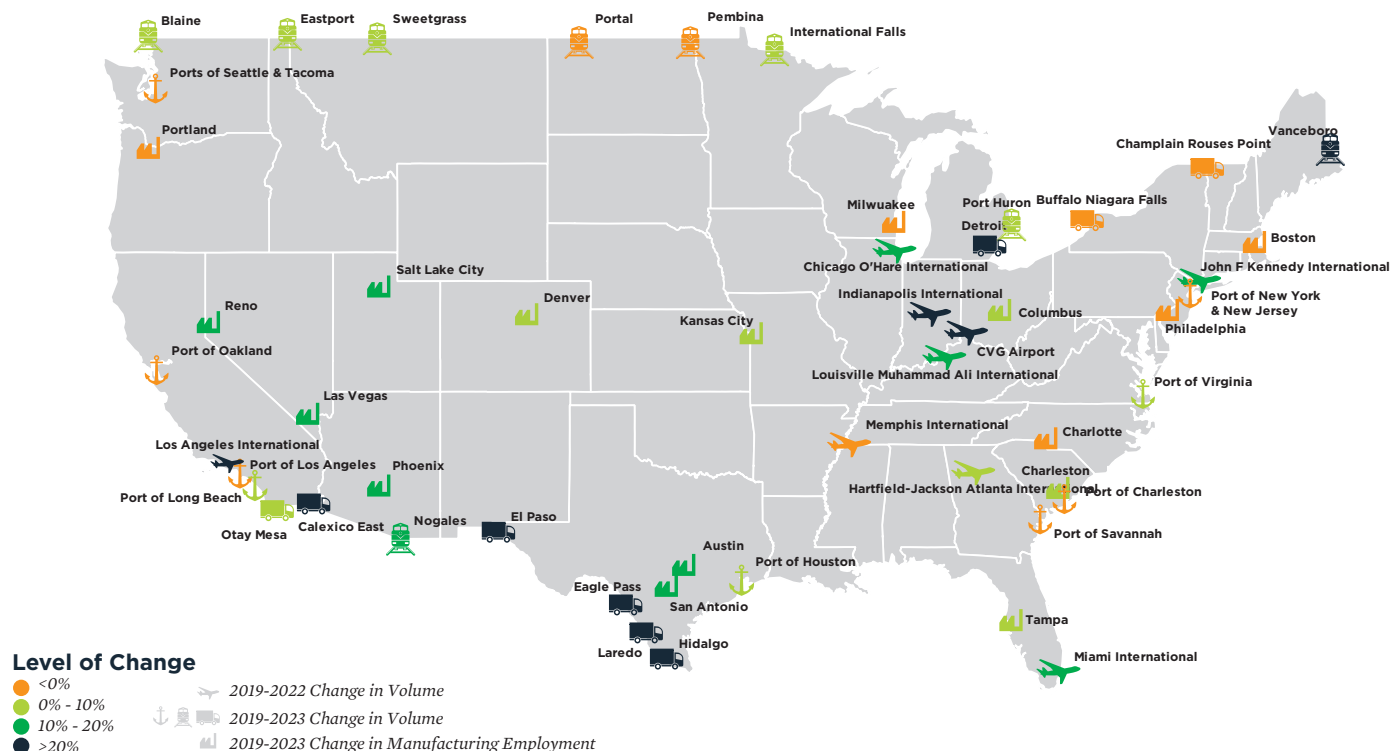 Blaine
Eastport
Sweetgrass
Portal
Pembina
International Falls
Ports of Seattle & Tacoma
Portland
Vanceboro
Champlain Rouses Point
Milwuakee
Port Huron
Buffalo Niagara Falls
Detroit
Boston
Chicago O'Hare International
John F Kennedy International
Salt Lake City
Indianapolis International
Port of New York
& New Jersey
Reno
Denver
Kansas City
Columbus
Philadelphia
Port of Oakland
CVG Airport
Louisville Muhammad Ali International
Port of Virginia
Las Vegas
Memphis International
Charlotte
Los Angeles International
Port of Los Angeles
Phoenix
Charleston
Port of Long Beach
Hartfield-Jackson Atlanta International
Port of Charleston
Otay Mesa
Calexico East
Nogales
El Paso
Port of Savannah
Austin
Port of Houston
Eagle Pass
San Antonio
Tampa
Laredo
Hidalgo
Miami International
Level of Change
<0%
0% - 10%
10% - 20%
>20%
2019-2022 Change in Volume
2019-2023 Change in Volume
2019-2023 Change in Manufacturing Employment